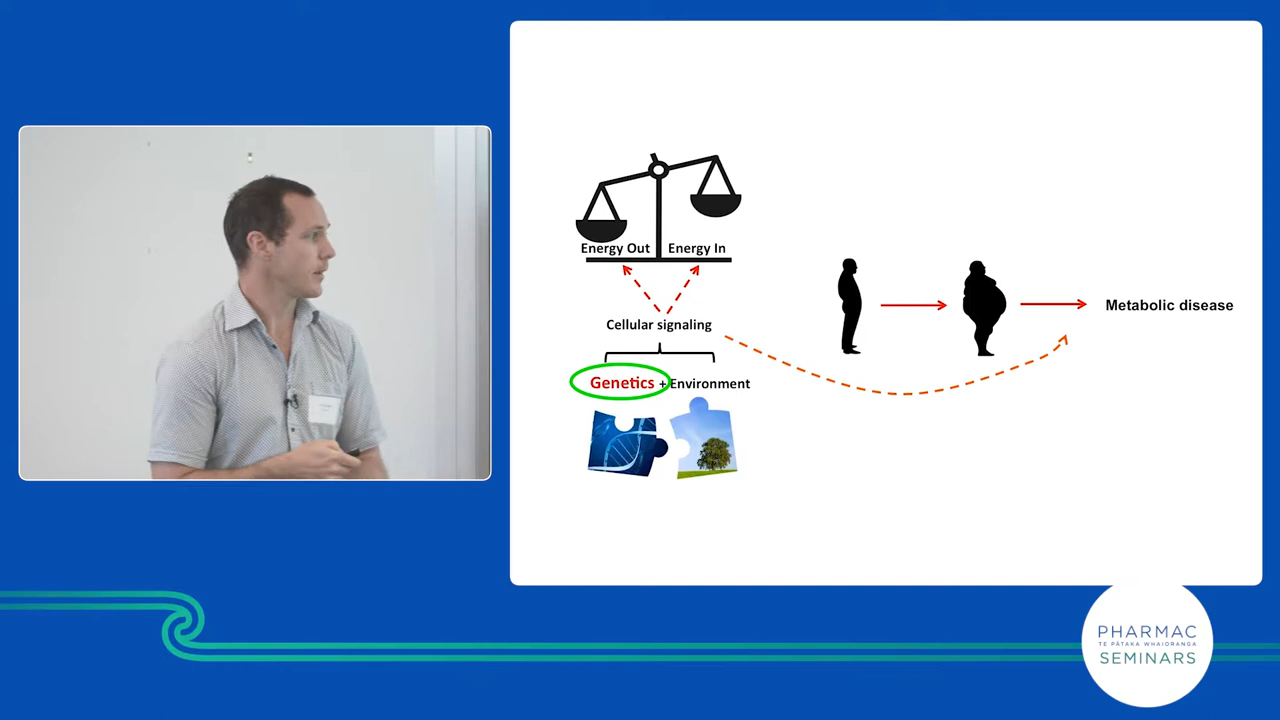 Energy Out
Energy In
Cellular signaling
Genetics + Environment
Metabolic disease
PHARMAC
TE PĀTAKA WHAIORANGA
SEMINARS